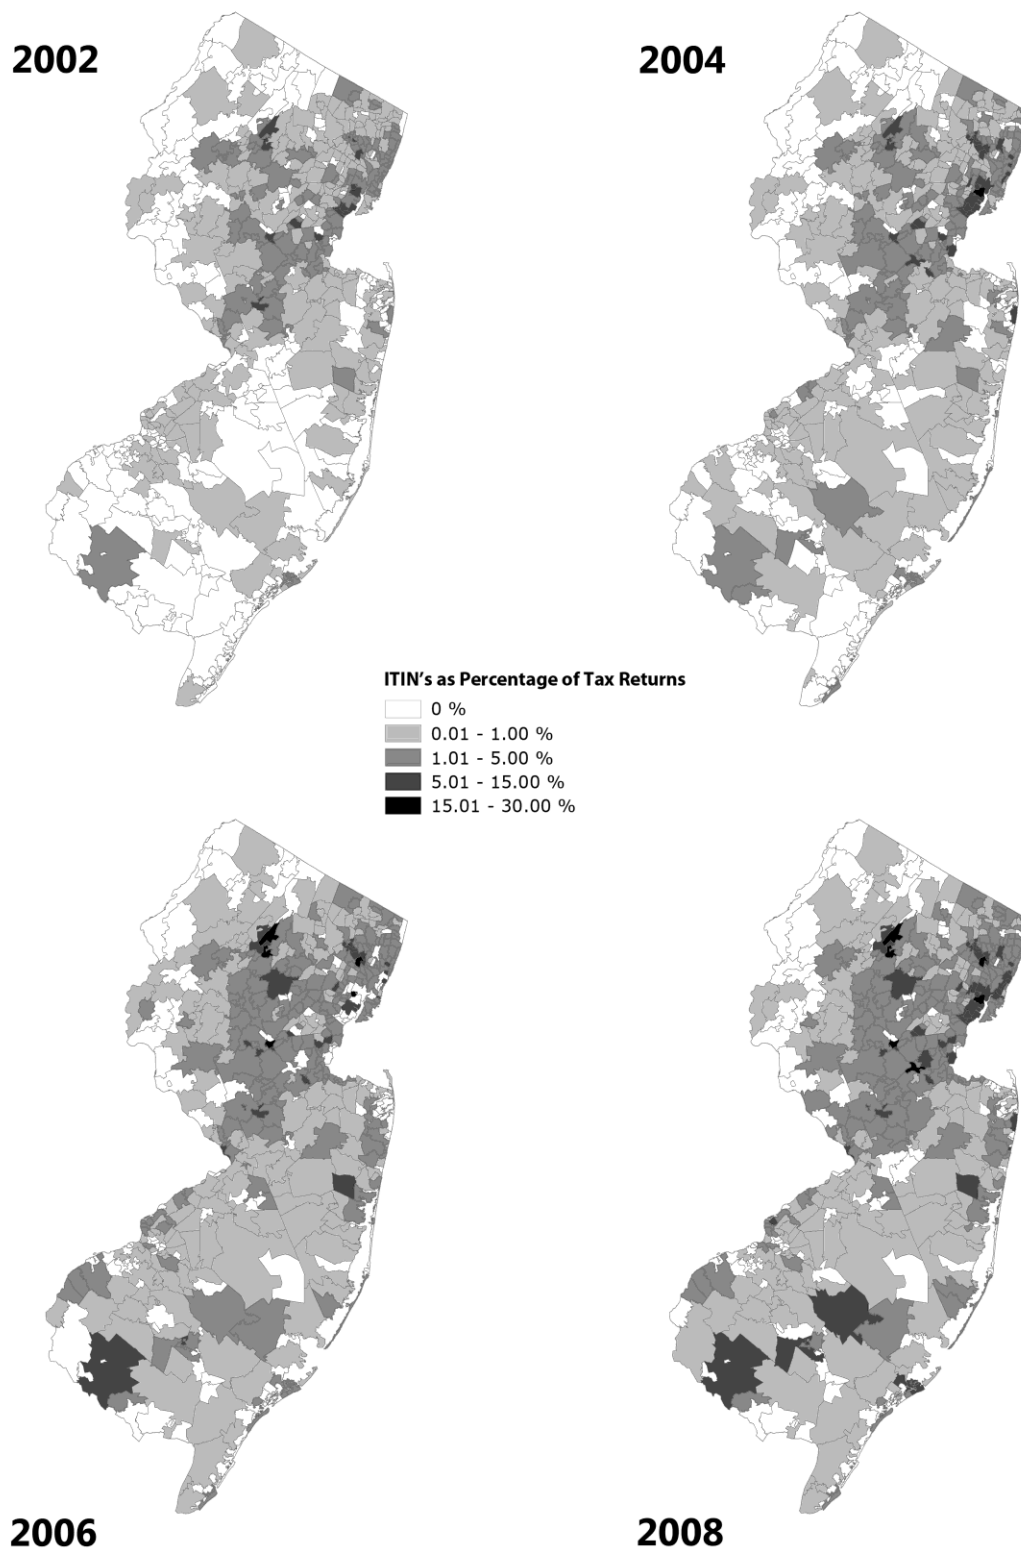 2002
2004
ITIN's as Percentage of Tax Returns
0 %
0.01 - 1.00 %
1.01 - 5.00 %
5.01 - 15.00 %
15.01 - 30.00 %
2006
2008